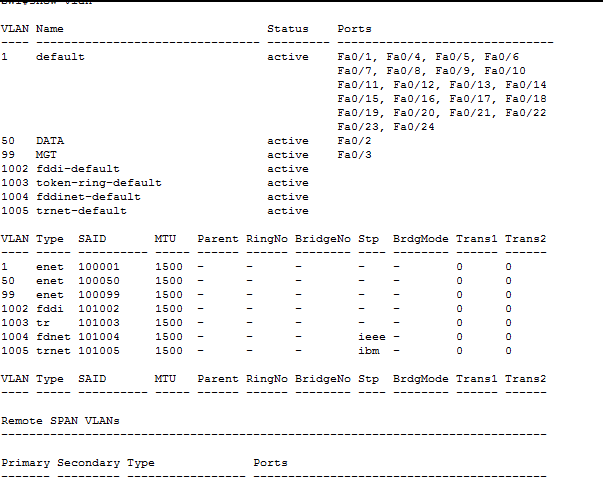 SW1#show vlan
VLAN Name                             Status    Ports
---- -------------------------------- --------- -------------------------------
1    default                          active    Fa0/1, Fa0/4, Fa0/5, Fa0/6
                                                Fa0/7, Fa0/8, Fa0/9, Fa0/10
                                                Fa0/11, Fa0/12, Fa0/13, Fa0/14
                                                Fa0/15, Fa0/16, Fa0/17, Fa0/18
                                                Fa0/19, Fa0/20, Fa0/21, Fa0/22
                                                Fa0/23, Fa0/24
50   DATA                             active    Fa0/2
99   MGT                              active    Fa0/3
1002 fddi-default                     active
1003 token-ring-default               active
1004 fddinet-default                  active
1005 trnet-default                    active
VLAN Type  SAID       MTU   Parent RingNo BridgeNo Stp  BrdgMode Trans1 Trans2
---- ----- ---------- ----- ------ ------ -------- ---- -------- ------ ------
1    enet  100001     1500  -      -      -        -    -        0      0
50   enet  100050     1500  -      -      -        -    -        0      0
99   enet  100099     1500  -      -      -        -    -        0      0
1002 fddi  101002     1500  -      -      -        -    -        0      0
1003 tr    101003     1500  -      -      -        -    -        0      0
1004 fdnet 101004     1500  -      -      -        ieee -        0      0
1005 trnet 101005     1500  -      -      -        ibm  -        0      0
VLAN Type  SAID       MTU   Parent RingNo BridgeNo Stp  BrdgMode Trans1 Trans2
---- ----- ---------- ----- ------ ------ -------- ---- -------- ------ ------
Remote SPAN VLANs
------------------------------------------------------------------------------
Primary Secondary Type              Ports
------- --------- ----------------- ------------------------------------------